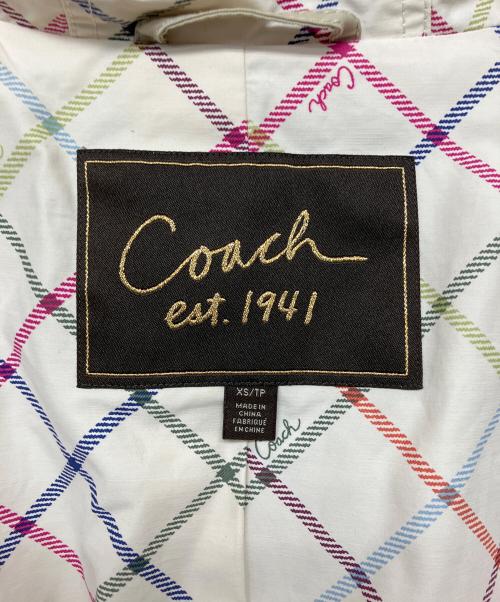 Coach
Coach
est. 1941
XS/TP
MADE IN
CHINA
FABRIQUÉ
EN CHINE
Coach